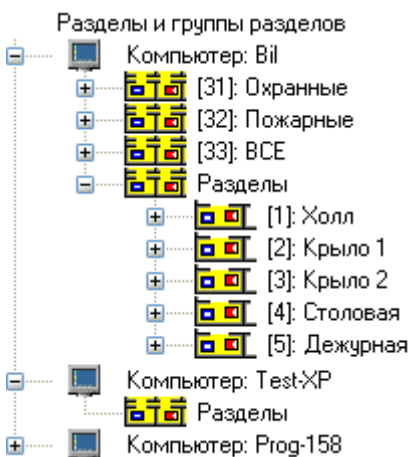 Разделы и группы разделов
Компьютер: Bil
[31]: Охранные
[32]: Пожарные
[33]: ВСЕ
Разделы
[1]: Холл
[2]: Крыло 1
[3]: Крыло 2
[4]: Столовая
[5]: Дежурная
Компьютер: Test-XP
Разделы
Компьютер: Prog-158